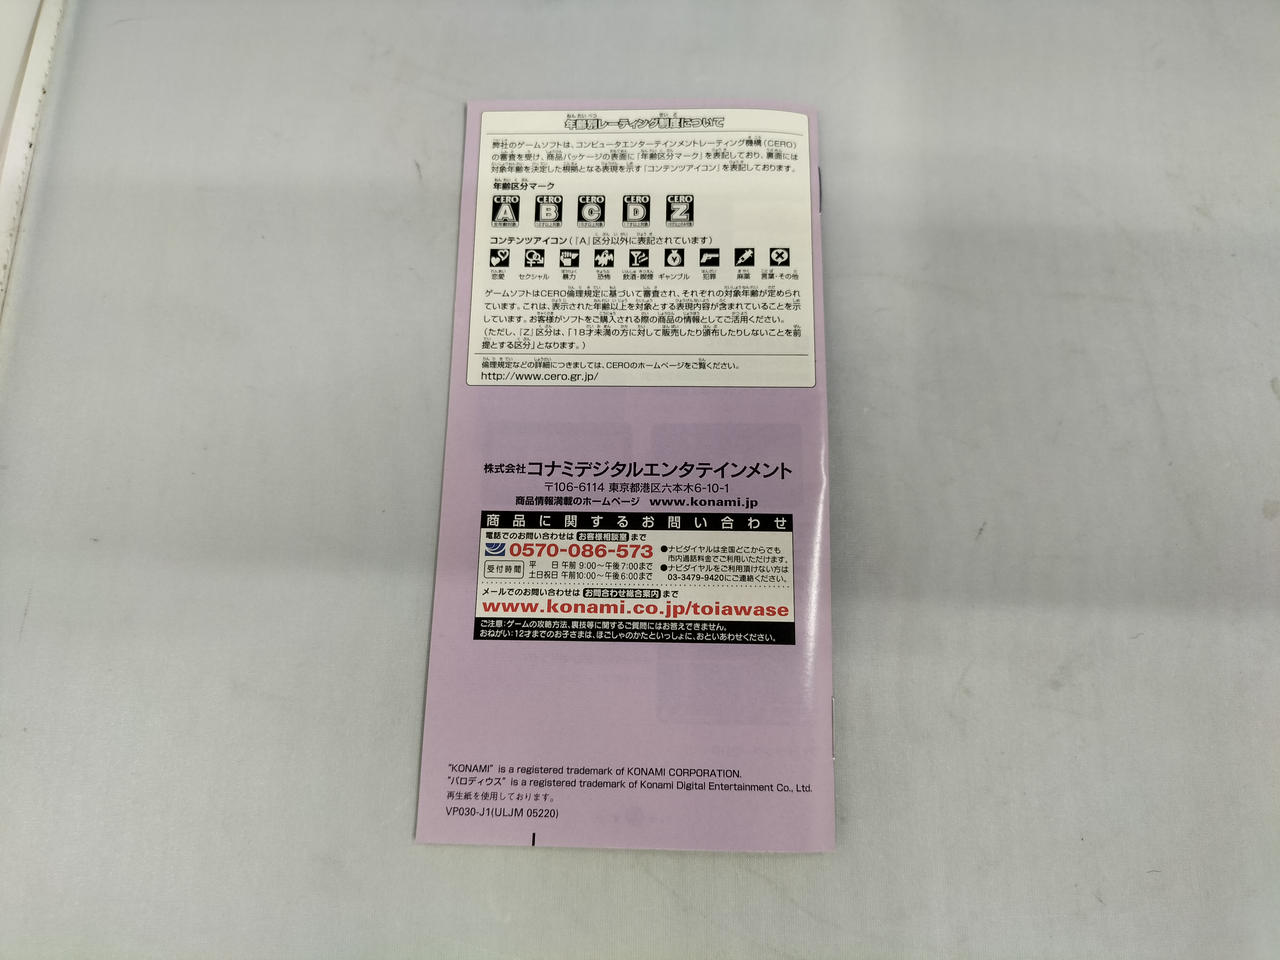 年齢別レーティング制度について
弊社のゲームソフトは、コンピュータエンターテインメントレーティング機構(CERO)
の審査を受け、商品パッケージの表面に「年齢区分マーク」を表記しており、裏面には
対象年齢を決定した根拠となる表現を示す「コンテンツアイコン」を表記しております。
年齢区分マーク
CERO A CERO B CERO C CERO D CERO Z
コンテンツアイコン(「A」区分以外に表記されています)
恋愛 セクシャル 暴力 恐怖 飲酒・喫煙 ギャンブル 犯罪 麻薬 言葉・その他
ゲームソフトはCERO倫理規定に基づいて審査され、それぞれの対象年齢が定められ
ています。これは、表示された年齢以上を対象とする表現内容が含まれていることを示
しています。お客様がソフトをご購入される際の商品の情報としてご活用ください。
(ただし、「Z」区分は、「18才未満の方に対して販売したり頒布したりしないことを前
提とする区分」となります。)
倫理規定などの詳細につきましては、CEROのホームページをご覧ください。
http://www.cero.gr.jp/
株式会社コナミデジタルエンタテインメント
〒106-6114 東京都港区六本木6-10-1
商品情報満載のホームページ www.konami.jp
商品に関するお問い合わせ
電話でのお問い合わせは お客様相談室 まで
0570-086-573
受付時間 平 日 午前 9:00〜午後7:00まで
土日祝日 午前10:00〜午後6:00まで
●ナビダイヤルは全国どこからでも
市内通話料金でご利用いただけます。
●ナビダイヤルをご利用頂けない方は
03-3479-9420にご連絡ください。
メールでのお問い合わせは お問合わせ総合案内 まで
www.konami.co.jp/toiawase
ご注意:ゲームの攻略方法、裏技等に関するご質問にはお答えできません。
おねがい:12才までのお子さまは、ほごしゃのかたといっしょに、おといあわせください。
"KONAMI" is a registered trademark of KONAMI CORPORATION.
"パロディウス" is a registered trademark of Konami Digital Entertainment Co., Ltd.
再生紙を使用しております。
VP030-J1(ULJM 05220)